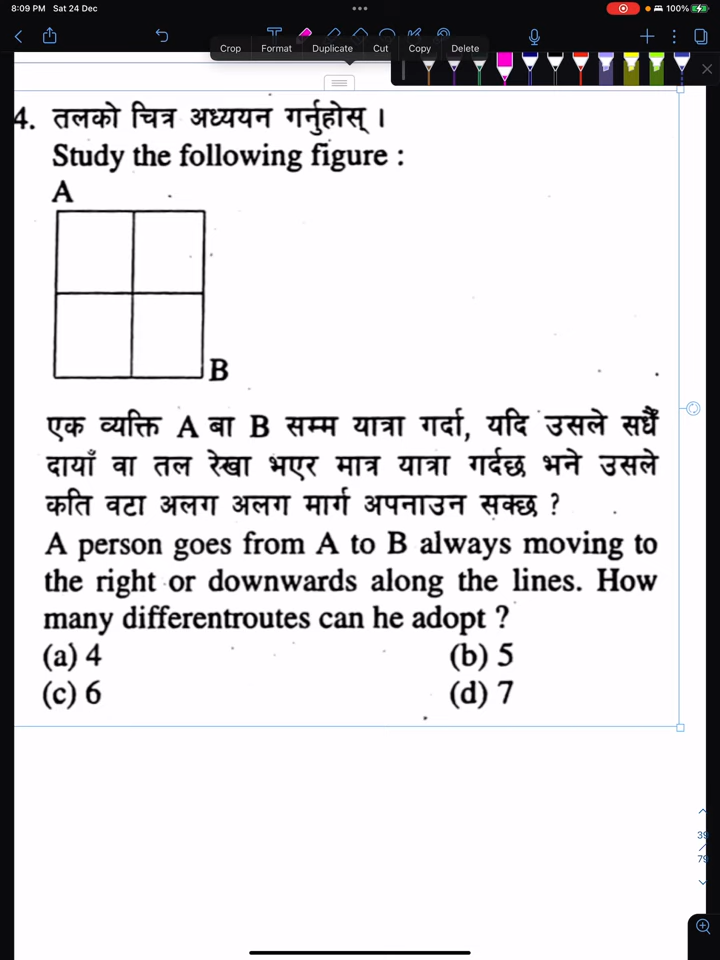 8:09 PM Sat 24 Dec
100%
Crop Format Duplicate Cut Copy Delete
4. तलको चित्र अध्ययन गर्नुहोस् ।
Study the following figure :
A
B
एक व्यक्ति A बा B सम्म यात्रा गर्दा, यदि उसले सधैँ
दायाँ वा तल रेखा भएर मात्र यात्रा गर्दछ भने उसले
कति वटा अलग अलग मार्ग अपनाउन सक्छ ?
A person goes from A to B always moving to
the right or downwards along the lines. How
many differentroutes can he adopt ?
(a) 4 (b) 5
(c) 6 (d) 7
39
79